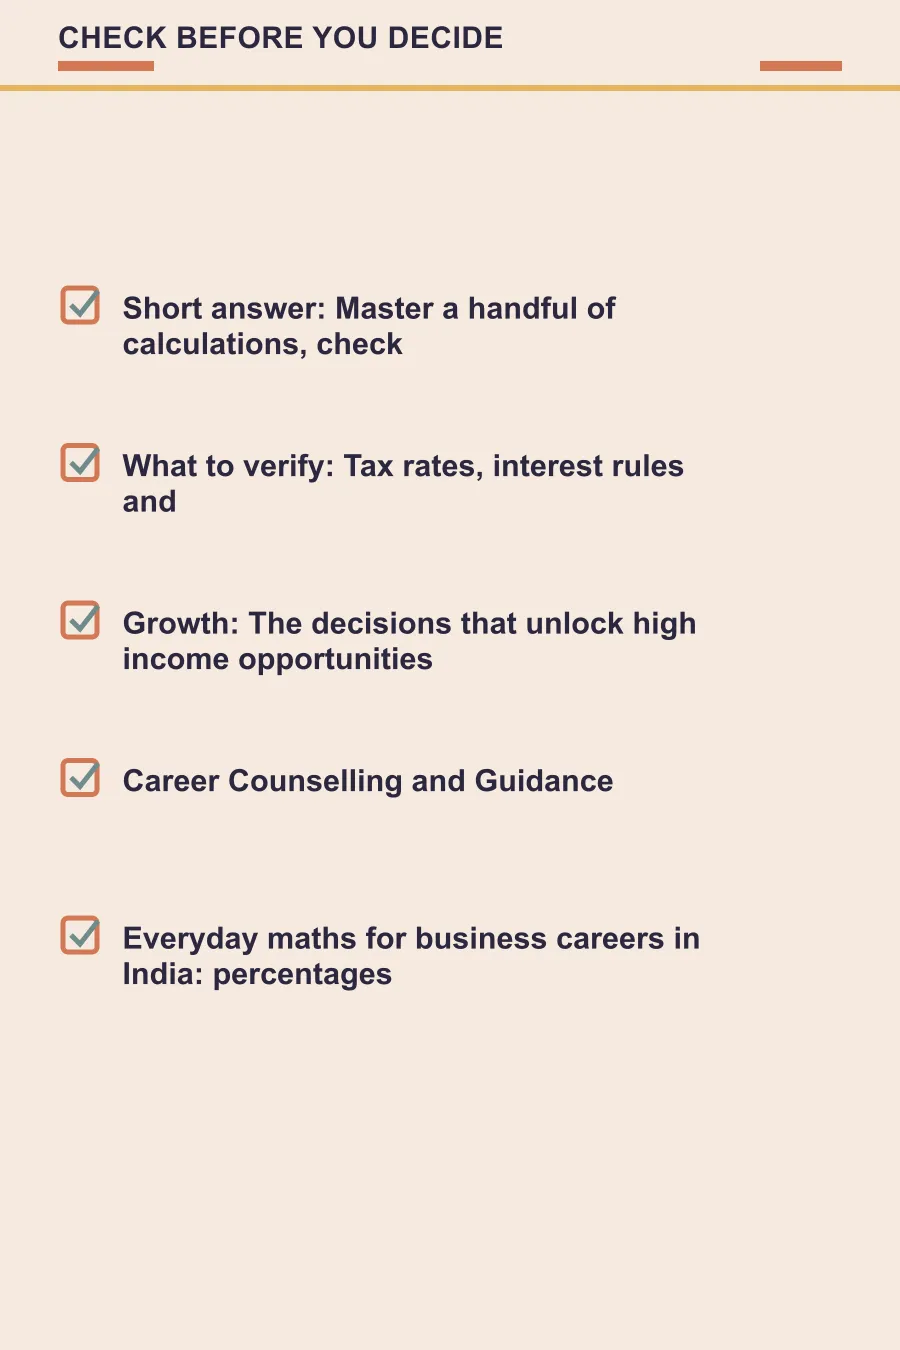 CHECK BEFORE YOU DECIDE
Short answer: Master a handful of
calculations, check
What to verify: Tax rates, interest rules
and
Growth: The decisions that unlock high
income opportunities
Career Counselling and Guidance
Everyday maths for business careers in
India: percentages